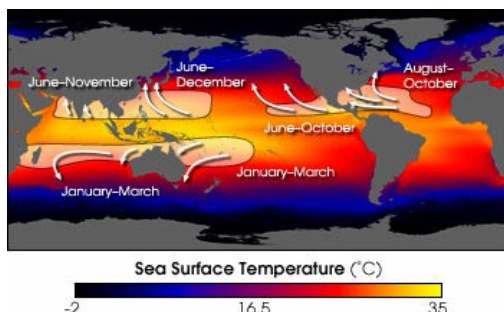 June–November
June–
December
August–
October
June–October
January–March
January–March
Sea Surface Temperature (°C)
-2 16.5 35